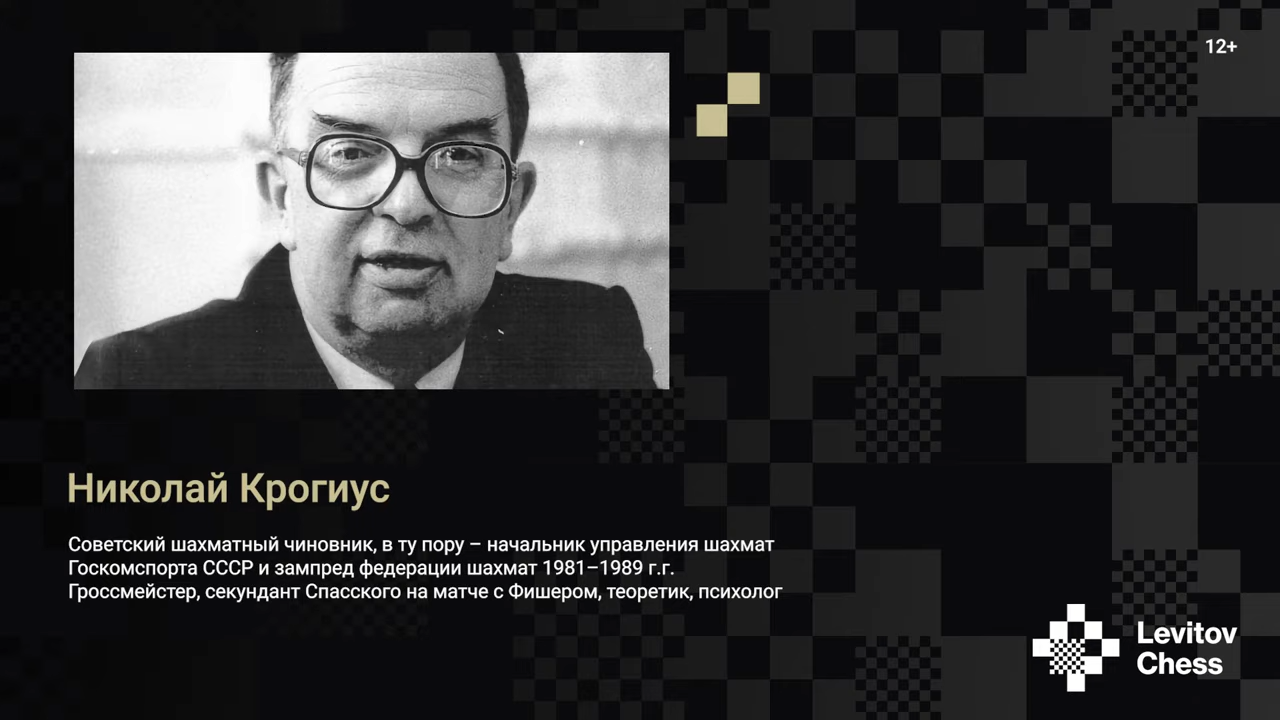 12+
Николай Крогиус
Советский шахматный чиновник, в ту пору – начальник управления шахмат
Госкомспорта СССР и зампред федерации шахмат 1981–1989 г.г.
Гроссмейстер, секундант Спасского на матче с Фишером, теоретик, психолог
Levitov
Chess